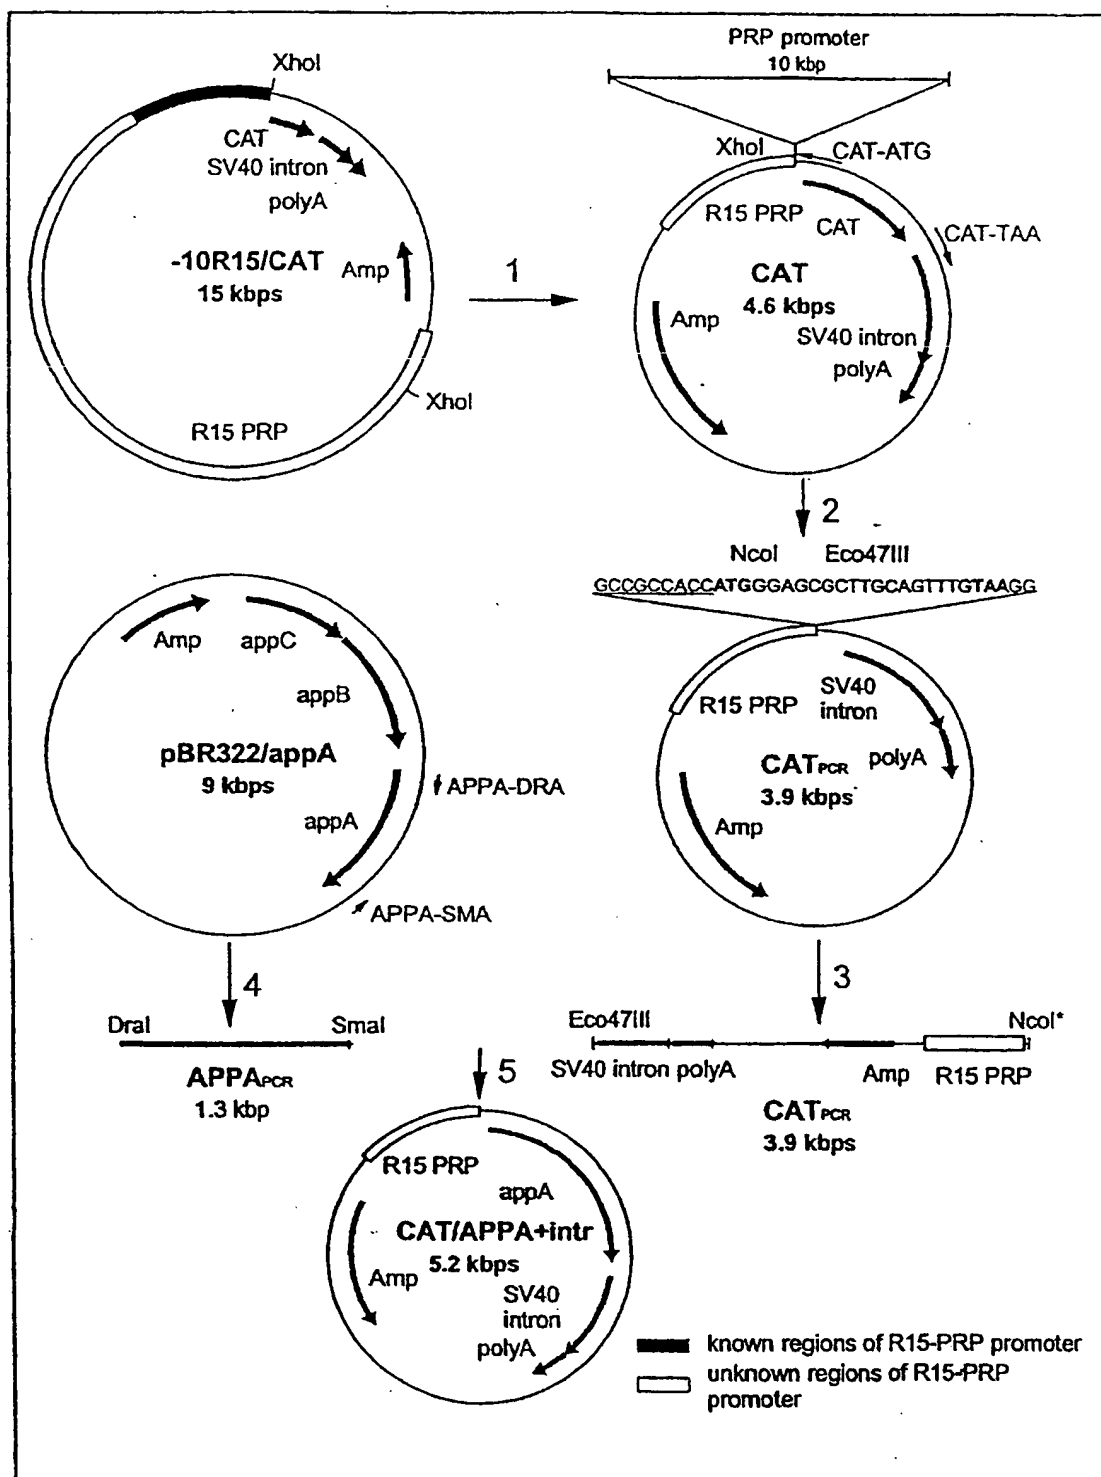 XhoI
CAT
SV40 intron
polyA
-10R15/CAT
15 kbps
Amp
XhoI
R15 PRP
1
PRP promoter
10 kbp
XhoI
CAT-ATG
R15 PRP
CAT
CAT-TAA
CAT
4.6 kbps
Amp
SV40 intron
polyA
2
NcoI Eco47III
GCCGCCACCATGGGAGCGCTTGCAGTTTGTAAGG
R15 PRP
SV40
intron
polyA
CATPCR
3.9 kbps
Amp
3
Amp
appC
appB
pBR322/appA
9 kbps
APPA-DRA
appA
APPA-SMA
4
DraI
SmaI
APPAPCR
1.3 kbp
Eco47III
NcoI*
SV40 intron polyA
Amp
R15 PRP
CATPCR
3.9 kbps
5
R15 PRP
appA
CAT/APPA+intr
5.2 kbps
Amp
SV40
intron
polyA
known regions of R15-PRP promoter
unknown regions of R15-PRP
promoter